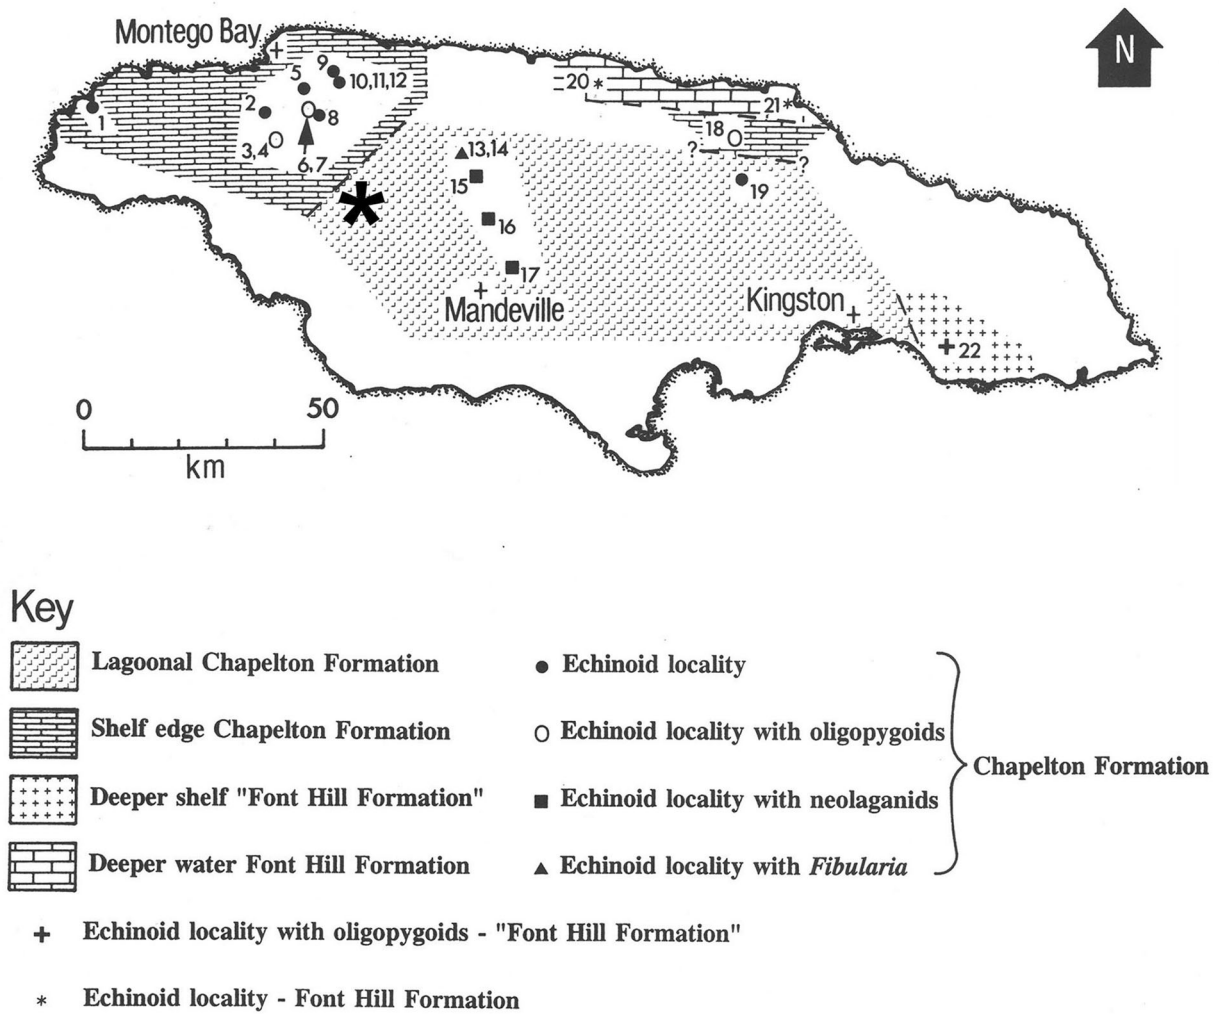 Montego Bay
N
9
5
10,11,12
20 *
2
1
8
21 *
3,4
18
6,7
?
?
13,14
15
19
*
16
17
Mandeville
Kingston
22
0 50
km
Key
Lagoonal Chapelton Formation
Shelf edge Chapelton Formation
Deeper shelf "Font Hill Formation"
Deeper water Font Hill Formation
Echinoid locality
Echinoid locality with oligopygoids
Echinoid locality with neolaganids
Echinoid locality with Fibularia
Chapelton Formation
+ Echinoid locality with oligopygoids - "Font Hill Formation"
* Echinoid locality - Font Hill Formation